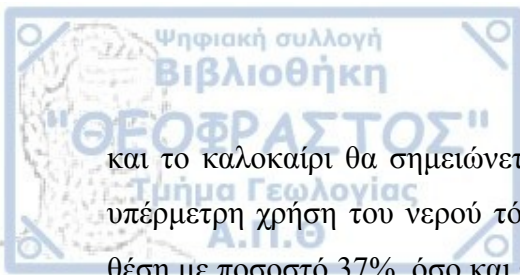 Ψηφιακή συλλογή
Βιβλιοθήκη
"ΘΕΟΦΡΑΣΤΟΣ"
και το καλοκαίρι θα σημειώνετ
Τμήμα Γεωλογίας
υπέρμετρη χρήση του νερού τό
Α.Π.Θ
θέση με ποσοστό 37%, όσο και